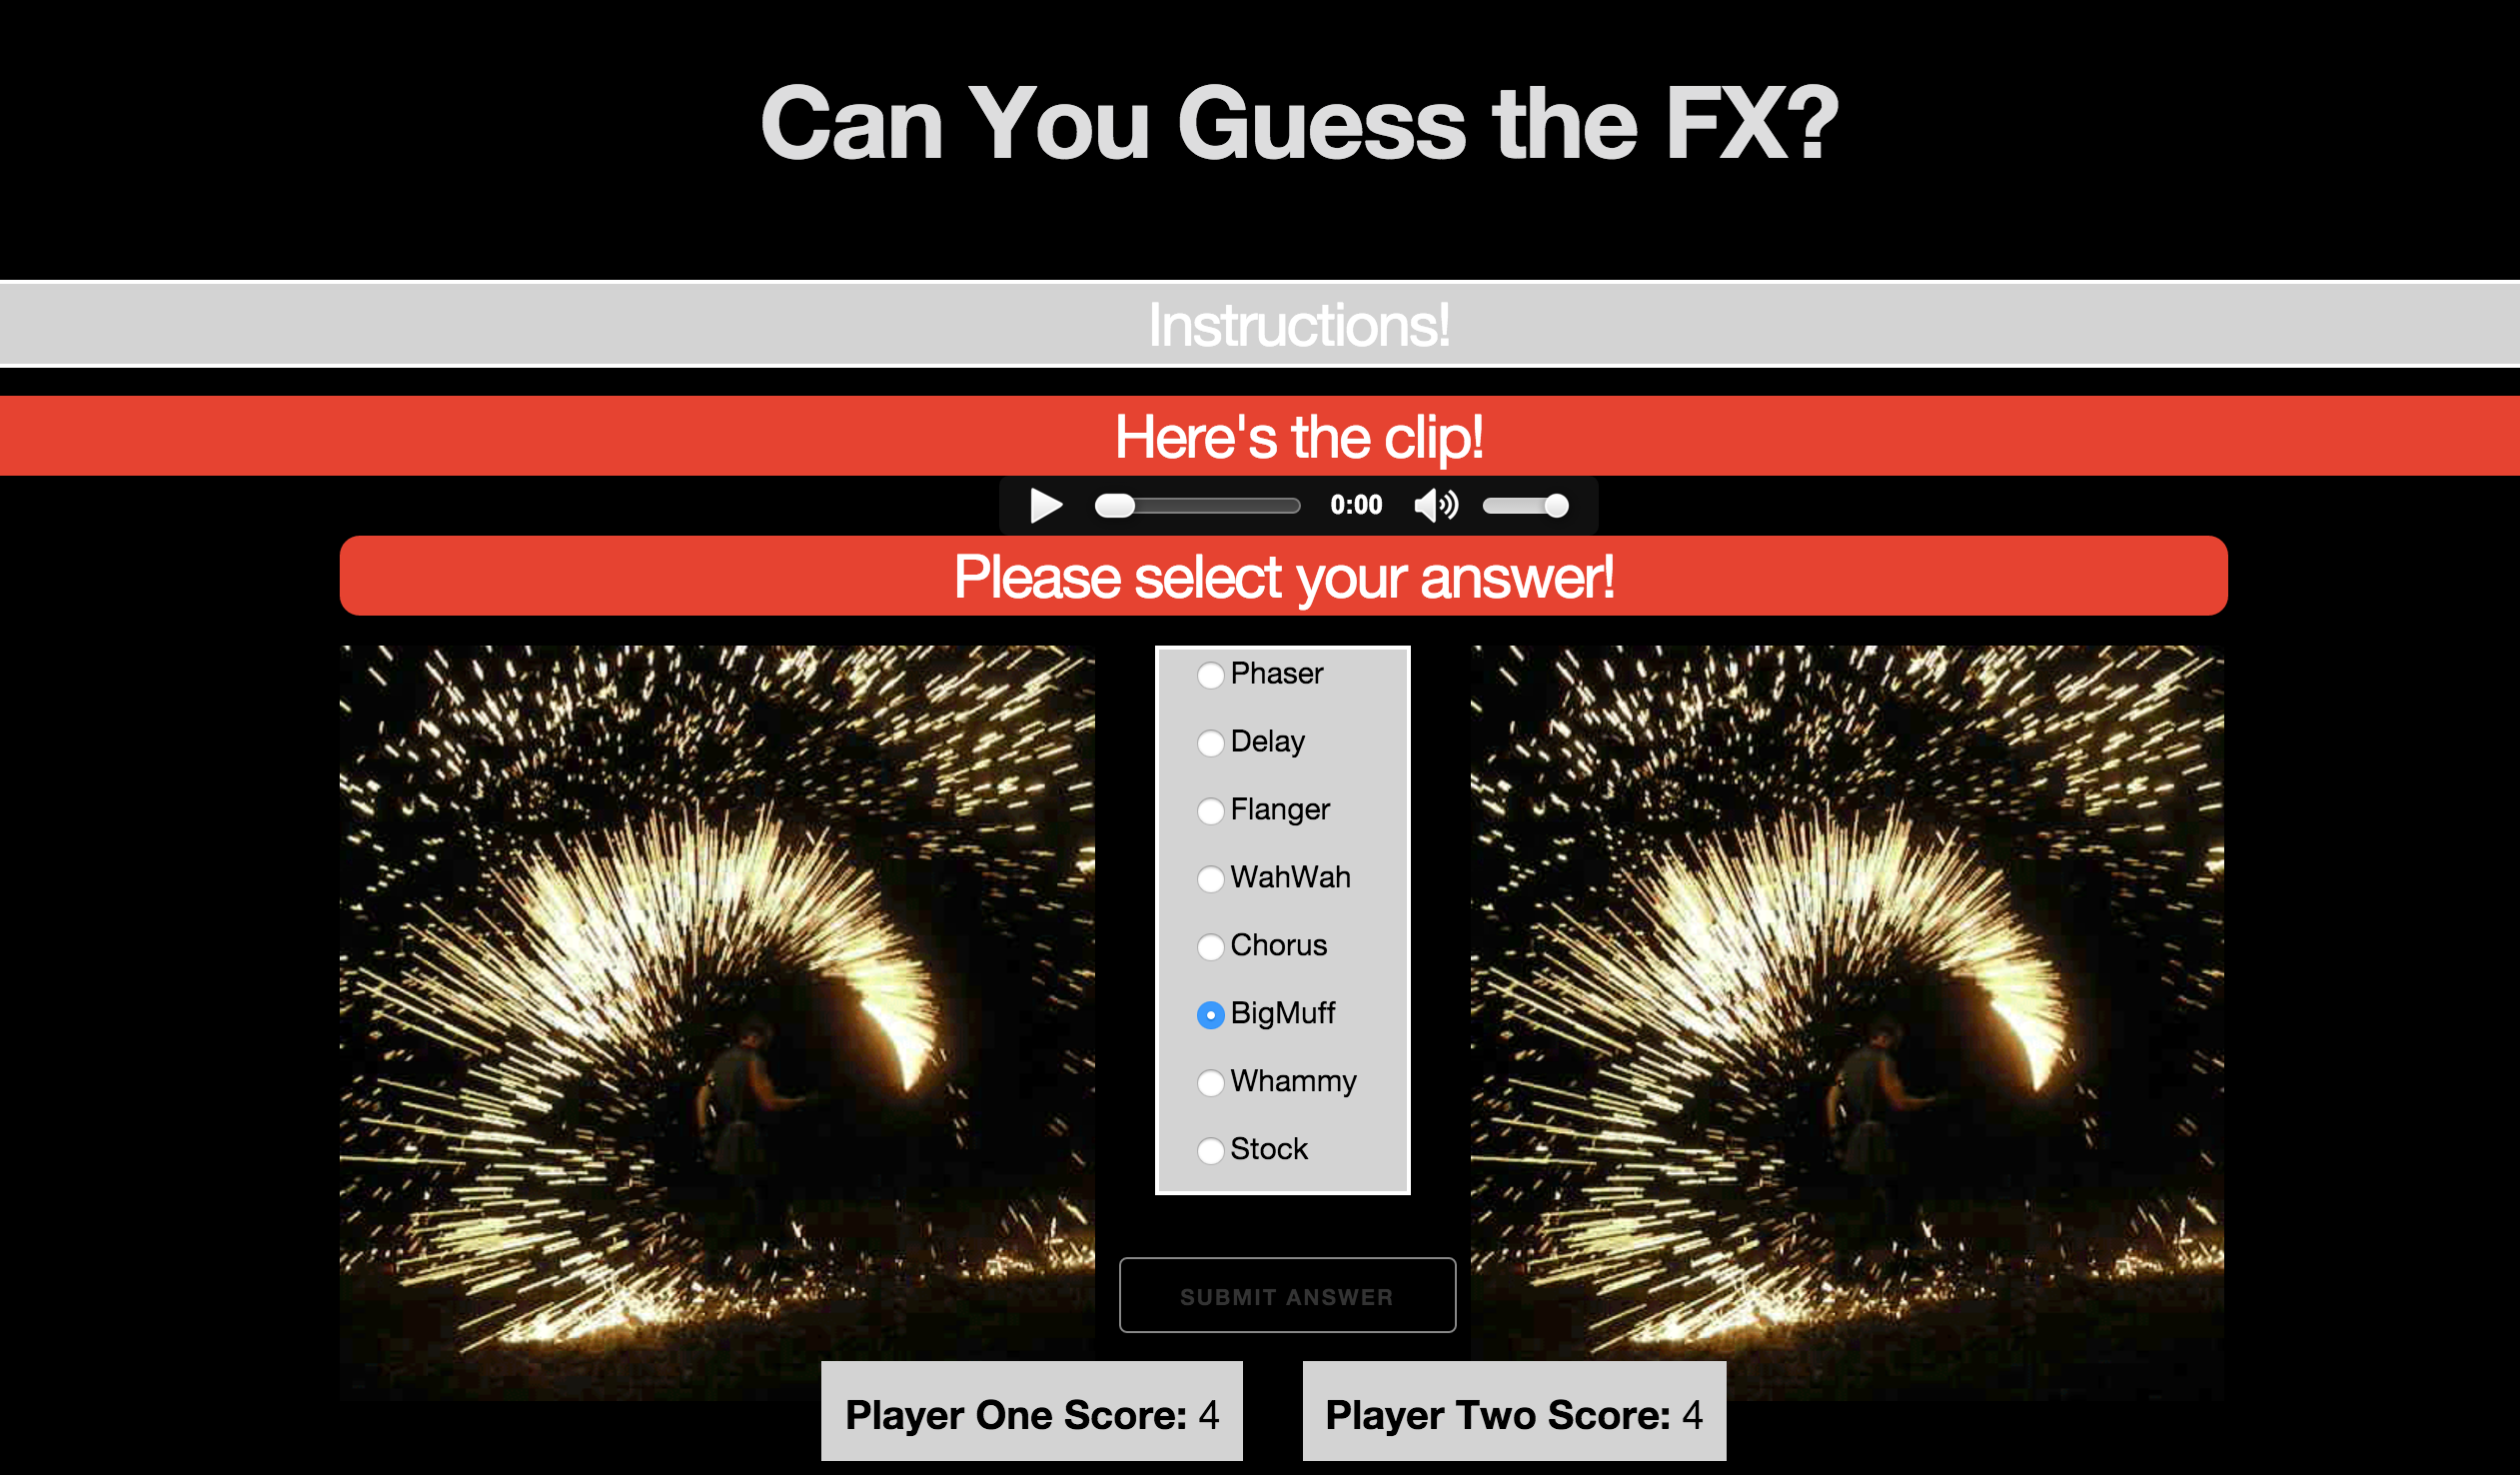 Can You Guess the FX?
Instructions!
Here's the clip!
0:00
Please select your answer!
Phaser
Delay
Flanger
WahWah
Chorus
BigMuff
Whammy
Stock
SUBMIT ANSWER
Player One Score: 4
Player Two Score: 4